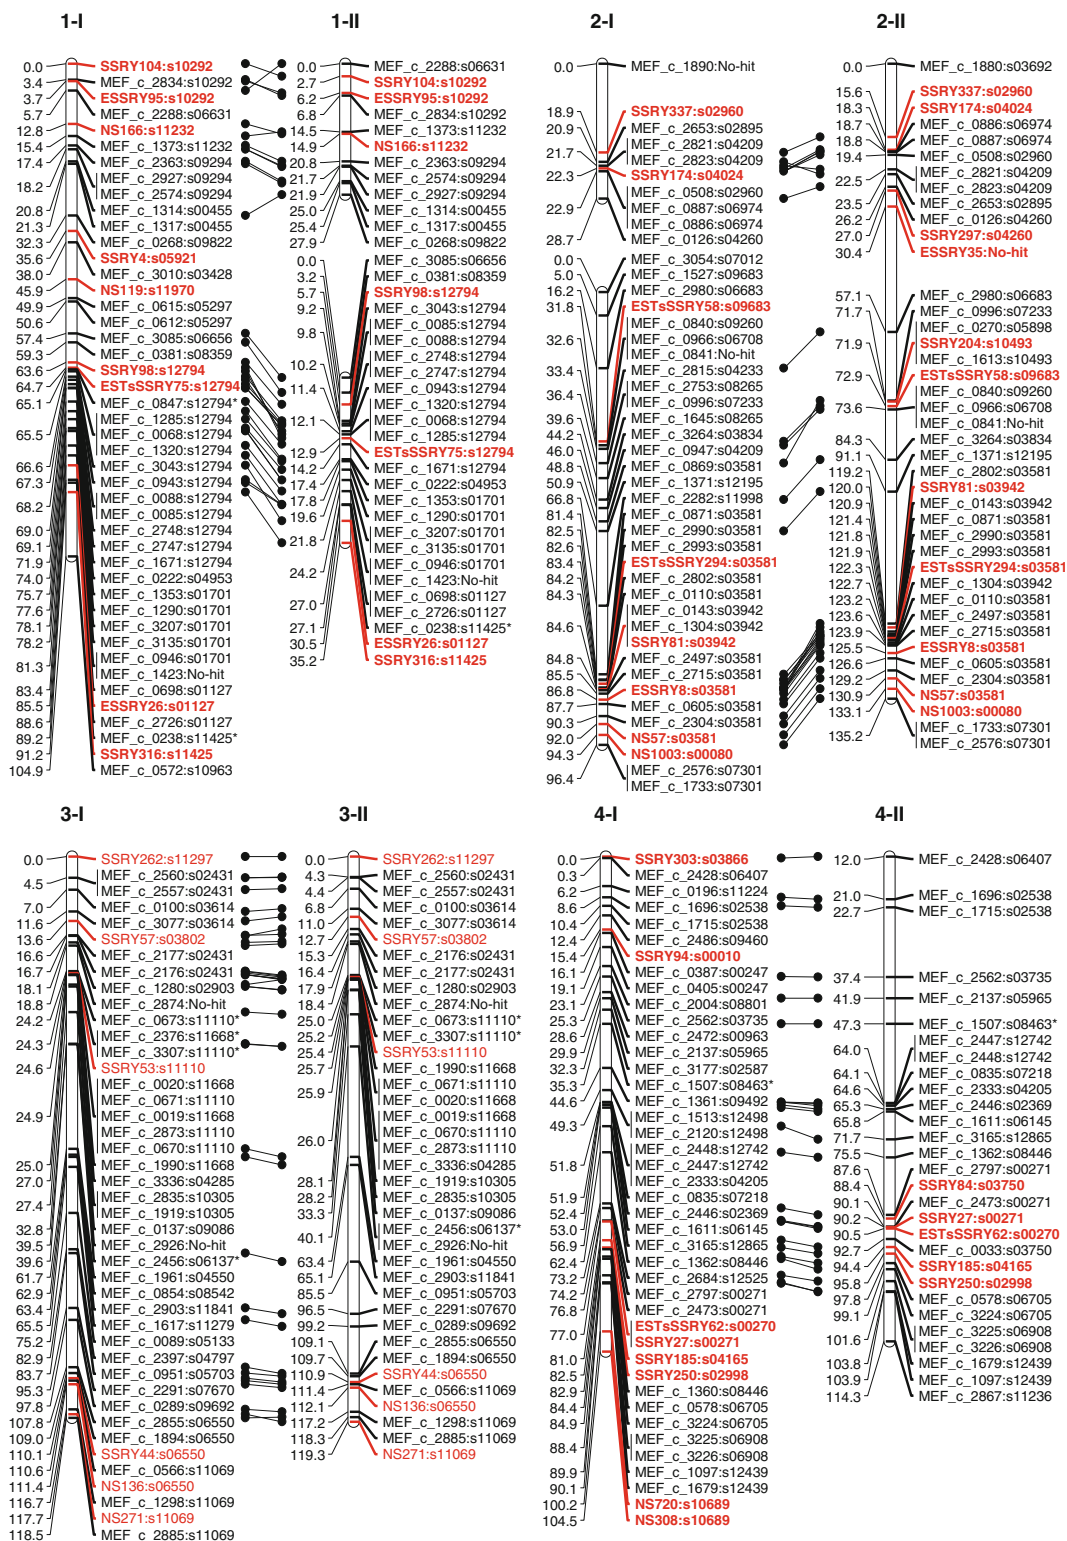 1-I
0.0 SSRY104:s10292
3.4 MEF_c_2834:s10292
3.7 ESSRY95:s10292
5.7 MEF_c_2288:s06631
12.8 NS166:s11232
15.4 MEF_c_1373:s11232
17.4 MEF_c_2363:s09294
MEF_c_2927:s09294
18.2 MEF_c_2574:s09294
20.8 MEF_c_1314:s00455
21.3 MEF_c_1317:s00455
32.3 MEF_c_0268:s09822
35.6 SSRY4:s05921
38.0 MEF_c_3010:s03428
45.9 NS119:s11970
49.9 MEF_c_0615:s05297
50.6 MEF_c_0612:s05297
57.4 MEF_c_3085:s06656
59.3 MEF_c_0381:s08359
63.6 SSRY98:s12794
64.7 ESTsSSRY75:s12794
65.1 MEF_c_0847:s12794*
MEF_c_1285:s12794
65.5 MEF_c_0068:s12794
MEF_c_1320:s12794
66.6 MEF_c_3043:s12794
67.3 MEF_c_0943:s12794
MEF_c_0088:s12794
68.2 MEF_c_0085:s12794
69.0 MEF_c_2748:s12794
69.1 MEF_c_2747:s12794
71.9 MEF_c_1671:s12794
74.0 MEF_c_0222:s04953
75.7 MEF_c_1353:s01701
77.6 MEF_c_1290:s01701
78.1 MEF_c_3207:s01701
78.2 MEF_c_3135:s01701
MEF_c_0946:s01701
81.3 MEF_c_1423:No-hit
83.4 MEF_c_0698:s01127
85.5 ESSRY26:s01127
88.6 MEF_c_2726:s01127
89.2 MEF_c_0238:s11425*
91.2 SSRY316:s11425
104.9 MEF_c_0572:s10963
1-II
0.0 MEF_c_2288:s06631
2.7 SSRY104:s10292
6.2 ESSRY95:s10292
6.8 MEF_c_2834:s10292
14.5 MEF_c_1373:s11232
14.9 NS166:s11232
20.8 MEF_c_2363:s09294
21.7 MEF_c_2574:s09294
21.9 MEF_c_2927:s09294
25.0 MEF_c_1314:s00455
25.4 MEF_c_1317:s00455
27.9 MEF_c_0268:s09822
0.0 MEF_c_3085:s06656
3.2 MEF_c_0381:s08359
5.7 SSRY98:s12794
9.2 MEF_c_3043:s12794
MEF_c_0085:s12794
9.8 MEF_c_0088:s12794
MEF_c_2748:s12794
10.2 MEF_c_2747:s12794
11.4 MEF_c_0943:s12794
MEF_c_1320:s12794
12.1 MEF_c_0068:s12794
MEF_c_1285:s12794
12.9 ESTsSSRY75:s12794
14.2 MEF_c_1671:s12794
17.4 MEF_c_0222:s04953
17.8 MEF_c_1353:s01701
19.6 MEF_c_1290:s01701
MEF_c_3207:s01701
21.8 MEF_c_3135:s01701
MEF_c_0946:s01701
24.2 MEF_c_1423:No-hit
MEF_c_0698:s01127
27.0 MEF_c_2726:s01127
27.1 MEF_c_0238:s11425*
30.5 ESSRY26:s01127
35.2 SSRY316:s11425
2-I
0.0 MEF_c_1890:No-hit
18.9 SSRY337:s02960
20.9 MEF_c_2653:s02895
MEF_c_2821:s04209
21.7 MEF_c_2823:s04209
22.3 SSRY174:s04024
MEF_c_0508:s02960
22.9 MEF_c_0887:s06974
MEF_c_0886:s06974
28.7 MEF_c_0126:s04260
0.0 MEF_c_3054:s07012
5.0 MEF_c_1527:s09683
16.2
31.8 ESTsSSRY58:s09683
MEF_c_0840:s09260
32.6 MEF_c_0966:s06708
MEF_c_0841:No-hit
33.4 MEF_c_2815:s04233
MEF_c_2753:s08265
36.4 MEF_c_0996:s07233
39.6 MEF_c_1645:s08265
44.2 MEF_c_3264:s03834
46.0 MEF_c_0947:s04209
48.8 MEF_c_0869:s03581
50.9 MEF_c_1371:s12195
66.8 MEF_c_2282:s11998
81.4 MEF_c_0871:s03581
82.5 MEF_c_2990:s03581
82.6 MEF_c_2993:s03581
83.4 ESTsSSRY294:s03581
84.2 MEF_c_2802:s03581
84.3 MEF_c_0110:s03581
MEF_c_0143:s03942
84.6 MEF_c_1304:s03942
SSRY81:s03942
84.8 MEF_c_2497:s03581
85.5 MEF_c_2715:s03581
86.8 ESSRY8:s03581
87.7 MEF_c_0605:s03581
90.3 MEF_c_2304:s03581
92.0 NS57:s03581
94.3 NS1003:s00080
96.4 MEF_c_2576:s07301
MEF_c_1733:s07301
2-II
0.0 MEF_c_1880:s03692
15.6 SSRY337:s02960
18.3 SSRY174:s04024
18.7 MEF_c_0886:s06974
18.8 MEF_c_0887:s06974
19.4 MEF_c_0508:s02960
MEF_c_2821:s04209
22.5 MEF_c_2823:s04209
23.5 MEF_c_2653:s02895
26.2 MEF_c_0126:s04260
27.0 SSRY297:s04260
30.4 ESSRY35:No-hit
57.1 MEF_c_2980:s06683
71.7 MEF_c_0996:s07233
MEF_c_0270:s05898
71.9 SSRY204:s10493
MEF_c_1613:s10493
72.9 ESTsSSRY58:s09683
MEF_c_0840:s09260
73.6 MEF_c_0966:s06708
MEF_c_0841:No-hit
84.3 MEF_c_3264:s03834
91.1 MEF_c_1371:s12195
119.2 MEF_c_2802:s03581
120.0 SSRY81:s03942
120.9 MEF_c_0143:s03942
121.4 MEF_c_0871:s03581
121.8 MEF_c_2990:s03581
121.9 MEF_c_2993:s03581
122.3 ESTsSSRY294:s03581
122.7 MEF_c_1304:s03942
123.2 MEF_c_0110:s03581
123.6 MEF_c_2497:s03581
123.9 MEF_c_2715:s03581
125.5 ESSRY8:s03581
126.6 MEF_c_0605:s03581
129.2 MEF_c_2304:s03581
130.9 NS57:s03581
133.1 NS1003:s00080
135.2 MEF_c_1733:s07301
MEF_c_2576:s07301
3-I
0.0 SSRY262:s11297
4.5 MEF_c_2560:s02431
MEF_c_2557:s02431
7.0 MEF_c_0100:s03614
11.6 MEF_c_3077:s03614
13.6 SSRY57:s03802
16.6 MEF_c_2177:s02431
16.7 MEF_c_2176:s02431
18.1 MEF_c_1280:s02903
18.8 MEF_c_2874:No-hit
24.2 MEF_c_0673:s11110*
MEF_c_2376:s11668*
24.3 MEF_c_3307:s11110*
24.6 SSRY53:s11110
MEF_c_0020:s11668
MEF_c_0671:s11110
24.9 MEF_c_0019:s11668
MEF_c_2873:s11110
MEF_c_0670:s11110
25.0 MEF_c_1990:s11668
27.0 MEF_c_3336:s04285
MEF_c_2835:s10305
27.4 MEF_c_1919:s10305
32.8 MEF_c_0137:s09086
39.5 MEF_c_2926:No-hit
39.6 MEF_c_2456:s06137*
61.7 MEF_c_1961:s04550
62.9 MEF_c_0854:s08542
63.4 MEF_c_2903:s11841
65.5 MEF_c_1617:s11279
75.2 MEF_c_0089:s05133
82.9 MEF_c_2397:s04797
83.7 MEF_c_0951:s05703
95.3 MEF_c_2291:s07670
97.8 MEF_c_0289:s09692
107.8 MEF_c_2855:s06550
109.0 MEF_c_1894:s06550
110.1 SSRY44:s06550
110.6 MEF_c_0566:s11069
111.4 NS136:s06550
116.7 MEF_c_1298:s11069
117.7 NS271:s11069
118.5 MEF_c_2885:s11069
3-II
0.0 SSRY262:s11297
4.3 MEF_c_2560:s02431
4.4 MEF_c_2557:s02431
6.8 MEF_c_0100:s03614
11.0 MEF_c_3077:s03614
12.7 SSRY57:s03802
15.3 MEF_c_2176:s02431
16.4 MEF_c_2177:s02431
17.9 MEF_c_1280:s02903
18.4 MEF_c_2874:No-hit
25.0 MEF_c_0673:s11110*
25.2 MEF_c_3307:s11110*
25.4 SSRY53:s11110
25.7 MEF_c_1990:s11668
MEF_c_0671:s11110
25.9 MEF_c_0020:s11668
MEF_c_0019:s11668
MEF_c_0670:s11110
26.0 MEF_c_2873:s11110
MEF_c_3336:s04285
28.1 MEF_c_1919:s10305
28.2 MEF_c_2835:s10305
33.3 MEF_c_0137:s09086
MEF_c_2456:s06137*
40.1 MEF_c_2926:No-hit
63.4 MEF_c_1961:s04550
65.1 MEF_c_2903:s11841
85.5 MEF_c_0951:s05703
96.5 MEF_c_2291:s07670
99.2 MEF_c_0289:s09692
109.1 MEF_c_2855:s06550
109.7 MEF_c_1894:s06550
110.9 SSRY44:s06550
111.4 MEF_c_0566:s11069
112.1 NS136:s06550
117.2 MEF_c_1298:s11069
118.3 MEF_c_2885:s11069
119.3 NS271:s11069
4-I
0.0 SSRY303:s03866
0.3 MEF_c_2428:s06407
6.2 MEF_c_0196:s11224
8.6 MEF_c_1696:s02538
10.4 MEF_c_1715:s02538
12.4 MEF_c_2486:s09460
15.4 SSRY94:s00010
16.1 MEF_c_0387:s00247
19.1 MEF_c_0405:s00247
23.1 MEF_c_2004:s08801
25.3 MEF_c_2562:s03735
28.6 MEF_c_2472:s00963
29.9 MEF_c_2137:s05965
32.3 MEF_c_3177:s02587
35.3 MEF_c_1507:s08463*
44.6 MEF_c_1361:s09492
MEF_c_1513:s12498
49.3 MEF_c_2120:s12498
MEF_c_2448:s12742
51.8 MEF_c_2447:s12742
MEF_c_2333:s04205
51.9 MEF_c_0835:s07218
52.4 MEF_c_2446:s02369
53.0 MEF_c_1611:s06145
56.9 MEF_c_3165:s12865
62.4 MEF_c_1362:s08446
73.2 MEF_c_2684:s12525
74.2 MEF_c_2797:s00271
76.8 MEF_c_2473:s00271
ESTsSSRY62:s00270
77.0 SSRY27:s00271
81.0 SSRY185:s04165
82.5 SSRY250:s02998
82.9 MEF_c_1360:s08446
84.4 MEF_c_0578:s06705
84.9 MEF_c_3224:s06705
MEF_c_3225:s06908
88.4 MEF_c_3226:s06908
89.9 MEF_c_1097:s12439
90.1 MEF_c_1679:s12439
100.2 NS720:s10689
104.5 NS308:s10689
4-II
12.0 MEF_c_2428:s06407
21.0 MEF_c_1696:s02538
22.7 MEF_c_1715:s02538
37.4 MEF_c_2562:s03735
41.9 MEF_c_2137:s05965
47.3 MEF_c_1507:s08463*
MEF_c_2447:s12742
64.0 MEF_c_2448:s12742
64.1 MEF_c_0835:s07218
64.6 MEF_c_2333:s04205
65.3 MEF_c_2446:s02369
65.8 MEF_c_1611:s06145
71.7 MEF_c_3165:s12865
75.5 MEF_c_1362:s08446
87.6 MEF_c_2797:s00271
88.4 SSRY84:s03750
90.1 MEF_c_2473:s00271
90.2 SSRY27:s00271
90.5 ESTsSSRY62:s00270
92.7 MEF_c_0033:s03750
94.4 SSRY185:s04165
95.8 SSRY250:s02998
97.8 MEF_c_0578:s06705
99.1 MEF_c_3224:s06705
MEF_c_3225:s06908
101.6 MEF_c_3226:s06908
103.8 MEF_c_1679:s12439
103.9 MEF_c_1097:s12439
114.3 MEF_c_2867:s11236